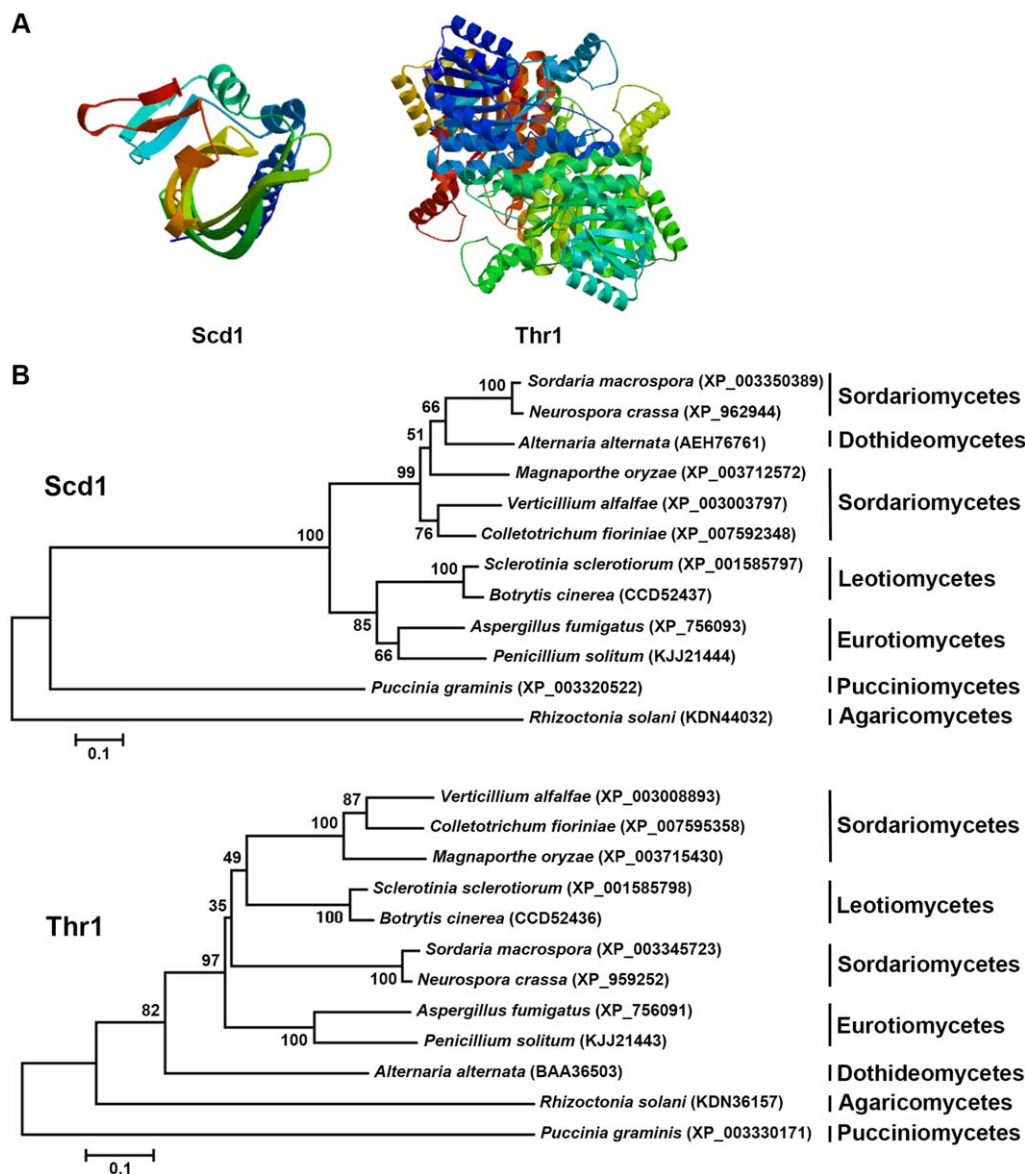 A
Scd1
Thr1
B
Scd1
100
Sordaria macrospora (XP_003350389)
66
Neurospora crassa (XP_962944)
Sordariomycetes
51
Alternaria alternata (AEH76761)
Dothideomycetes
99
Magnaporthe oryzae (XP_003712572)
Verticillium alfalfae (XP_003003797)
Sordariomycetes
76
Colletotrichum fioriniae (XP_007592348)
100
Sclerotinia sclerotiorum (XP_001585797)
100
Botrytis cinerea (CCD52437)
Leotiomycetes
85
Aspergillus fumigatus (XP_756093)
66
Penicillium solitum (KJJ21444)
Eurotiomycetes
Puccinia graminis (XP_003320522)
Pucciniomycetes
Rhizoctonia solani (KDN44032)
Agaricomycetes
0.1
Thr1
87
Verticillium alfalfae (XP_003008893)
100
Colletotrichum fioriniae (XP_007595358)
Sordariomycetes
49
Magnaporthe oryzae (XP_003715430)
Sclerotinia sclerotiorum (XP_001585798)
35
100
Botrytis cinerea (CCD52436)
Leotiomycetes
Sordaria macrospora (XP_003345723)
97
100
Neurospora crassa (XP_959252)
Sordariomycetes
82
Aspergillus fumigatus (XP_756091)
100
Penicillium solitum (KJJ21443)
Eurotiomycetes
Alternaria alternata (BAA36503)
Dothideomycetes
Rhizoctonia solani (KDN36157)
Agaricomycetes
Puccinia graminis (XP_003330171)
Pucciniomycetes
0.1